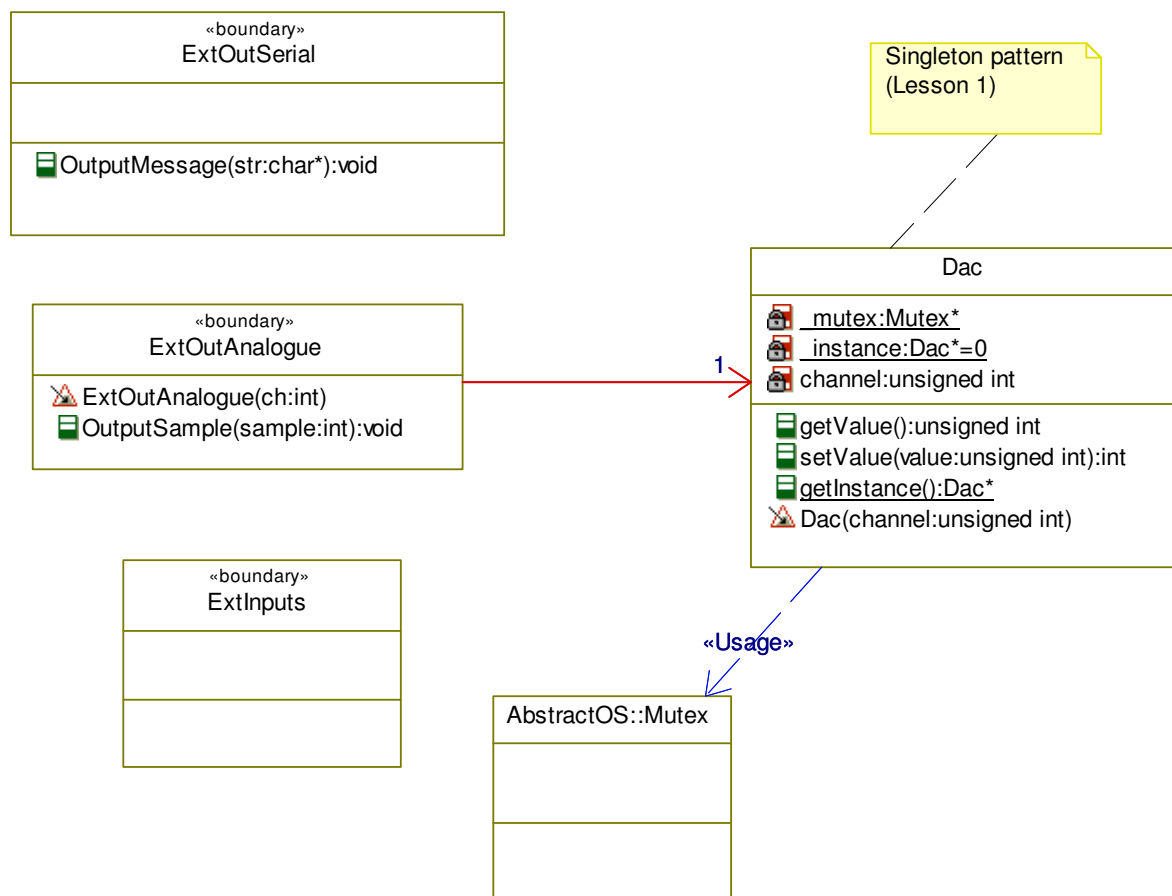 «boundary»
ExtOutSerial
OutputMessage(str:char*):void
Singleton pattern
(Lesson 1)
«boundary»
ExtOutAnalogue
ExtOutAnalogue(ch:int)
OutputSample(sample:int):void
1
Dac
_mutex:Mutex*
_instance:Dac*=0
channel:unsigned int
getValue():unsigned int
setValue(value:unsigned int):int
getInstance():Dac*
Dac(channel:unsigned int)
«boundary»
ExtInputs
«Usage»
AbstractOS::Mutex